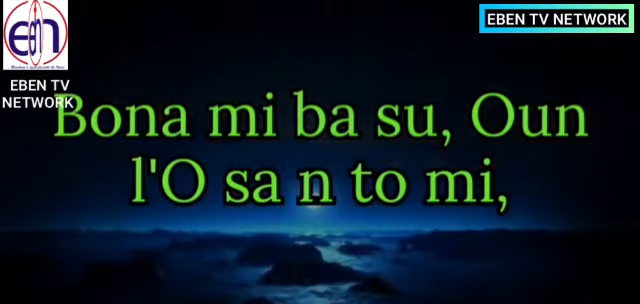 EBEN TV NETWORK
EBEN TV
NETWORK
Bona mi ba su, Oun
l'O sa n to mi,